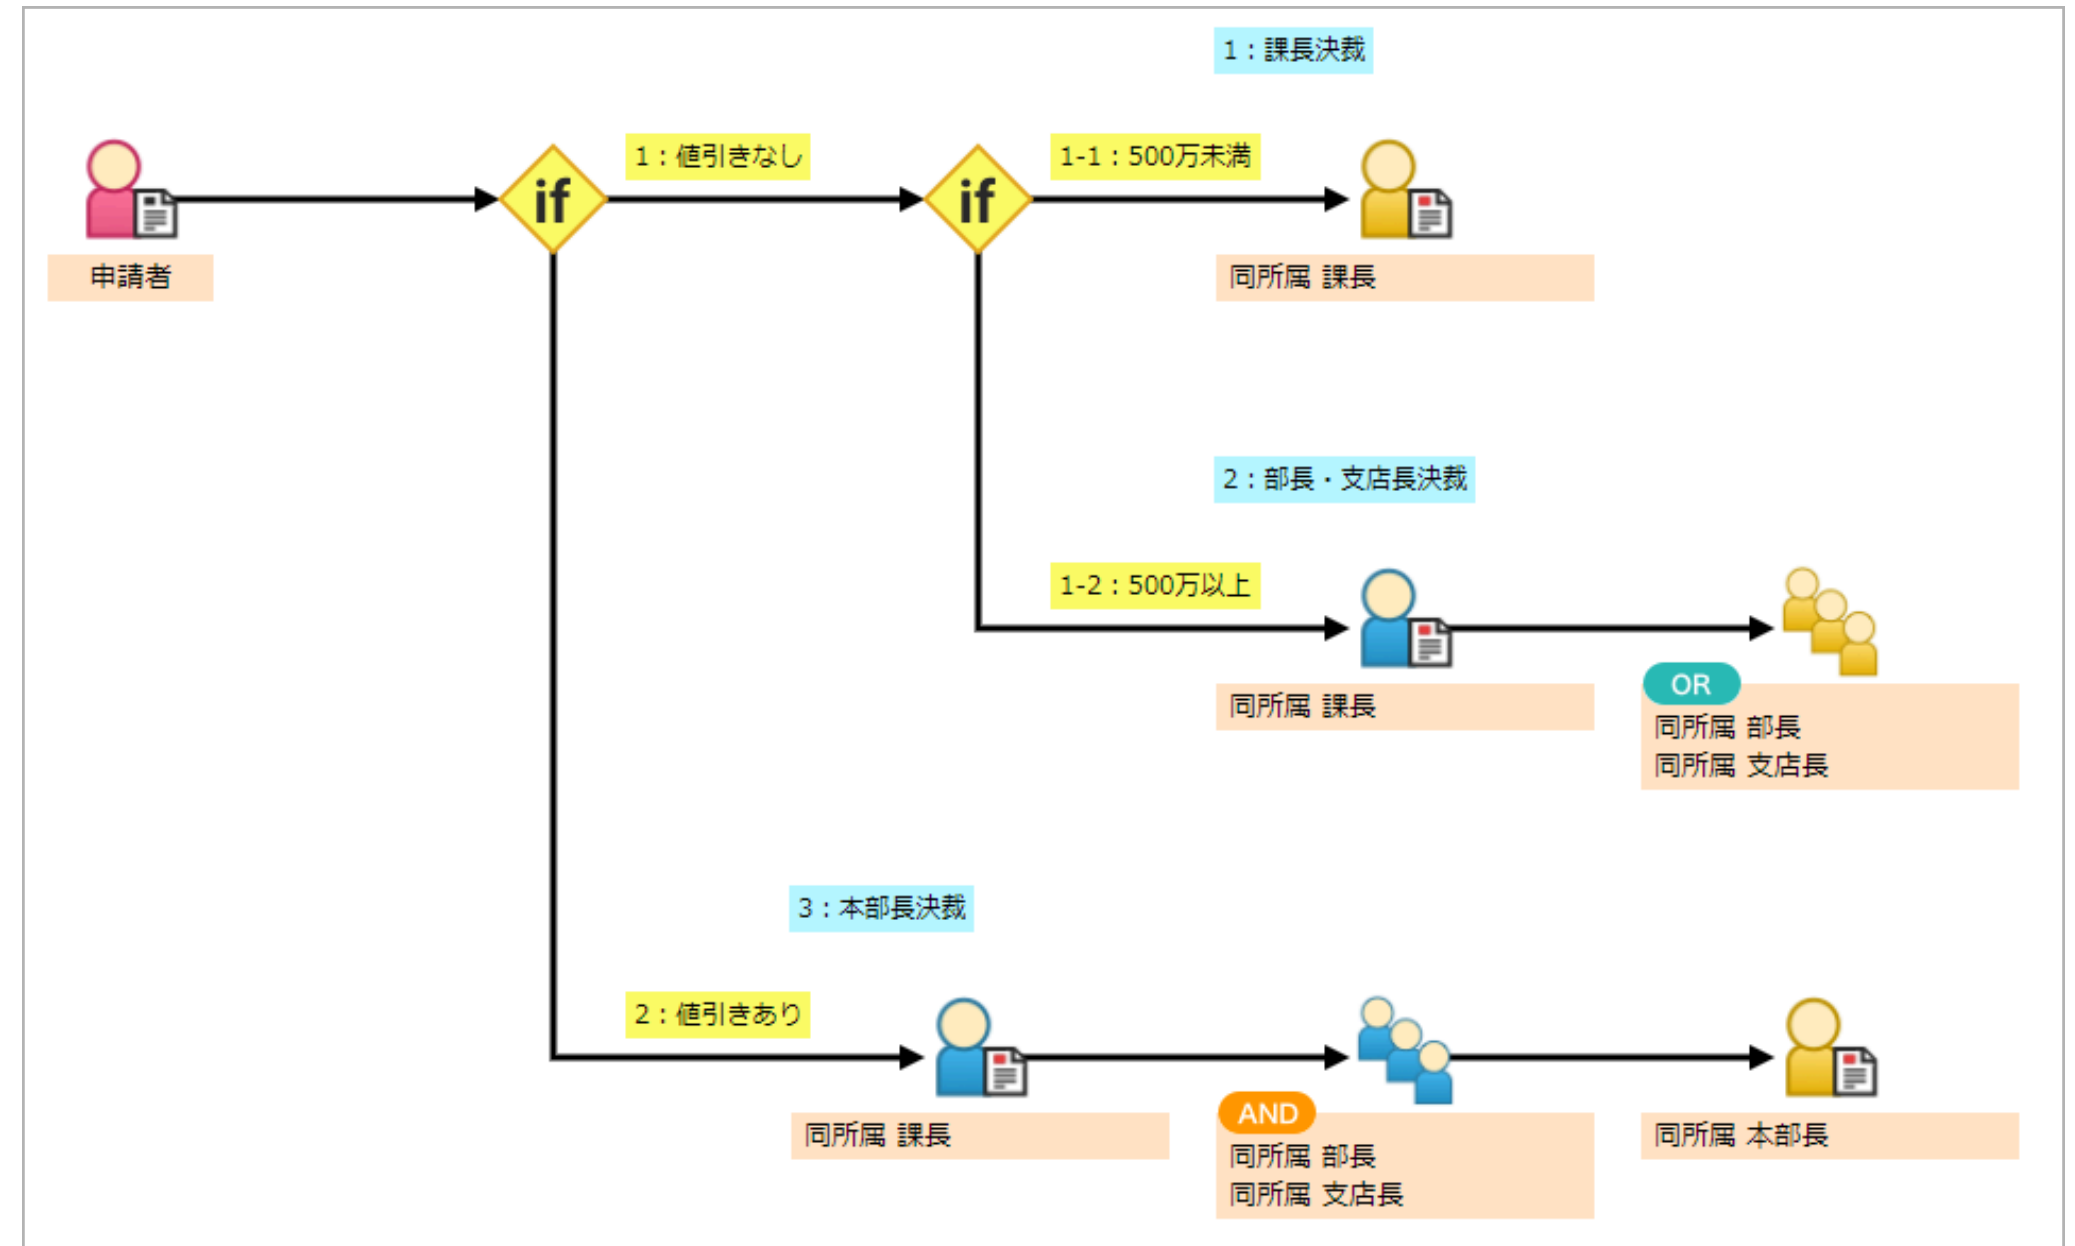 1：課長決裁
1：値引きなし
1-1：500万未満
if
if
申請者
同所属 課長
2：部長・支店長決裁
1-2：500万以上
同所属 課長
OR
同所属 部長
同所属 支店長
3：本部長決裁
2：値引きあり
同所属 課長
AND
同所属 部長
同所属 支店長
同所属 本部長